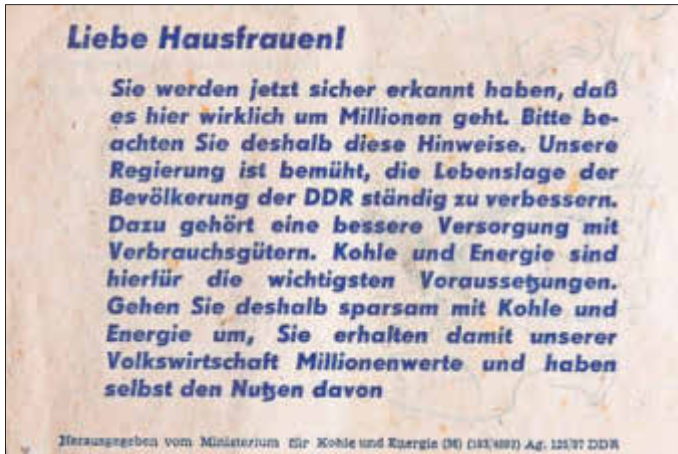 Liebe Hausfrauen!
Sie werden jetzt sicher erkannt haben, daß
es hier wirklich um Millionen geht. Bitte be-
achten Sie deshalb diese Hinweise. Unsere
Regierung ist bemüht, die Lebenslage der
Bevölkerung der DDR ständig zu verbessern.
Dazu gehört eine bessere Versorgung mit
Verbrauchsgütern. Kohle und Energie sind
hierfür die wichtigsten Voraussetzungen.
Gehen Sie deshalb sparsam mit Kohle und
Energie um, Sie erhalten damit unserer
Volkswirtschaft Millionenwerte und haben
selbst den Nutzen davon
Herausgegeben vom Ministerium für Kohle und Energie Ag. DDR